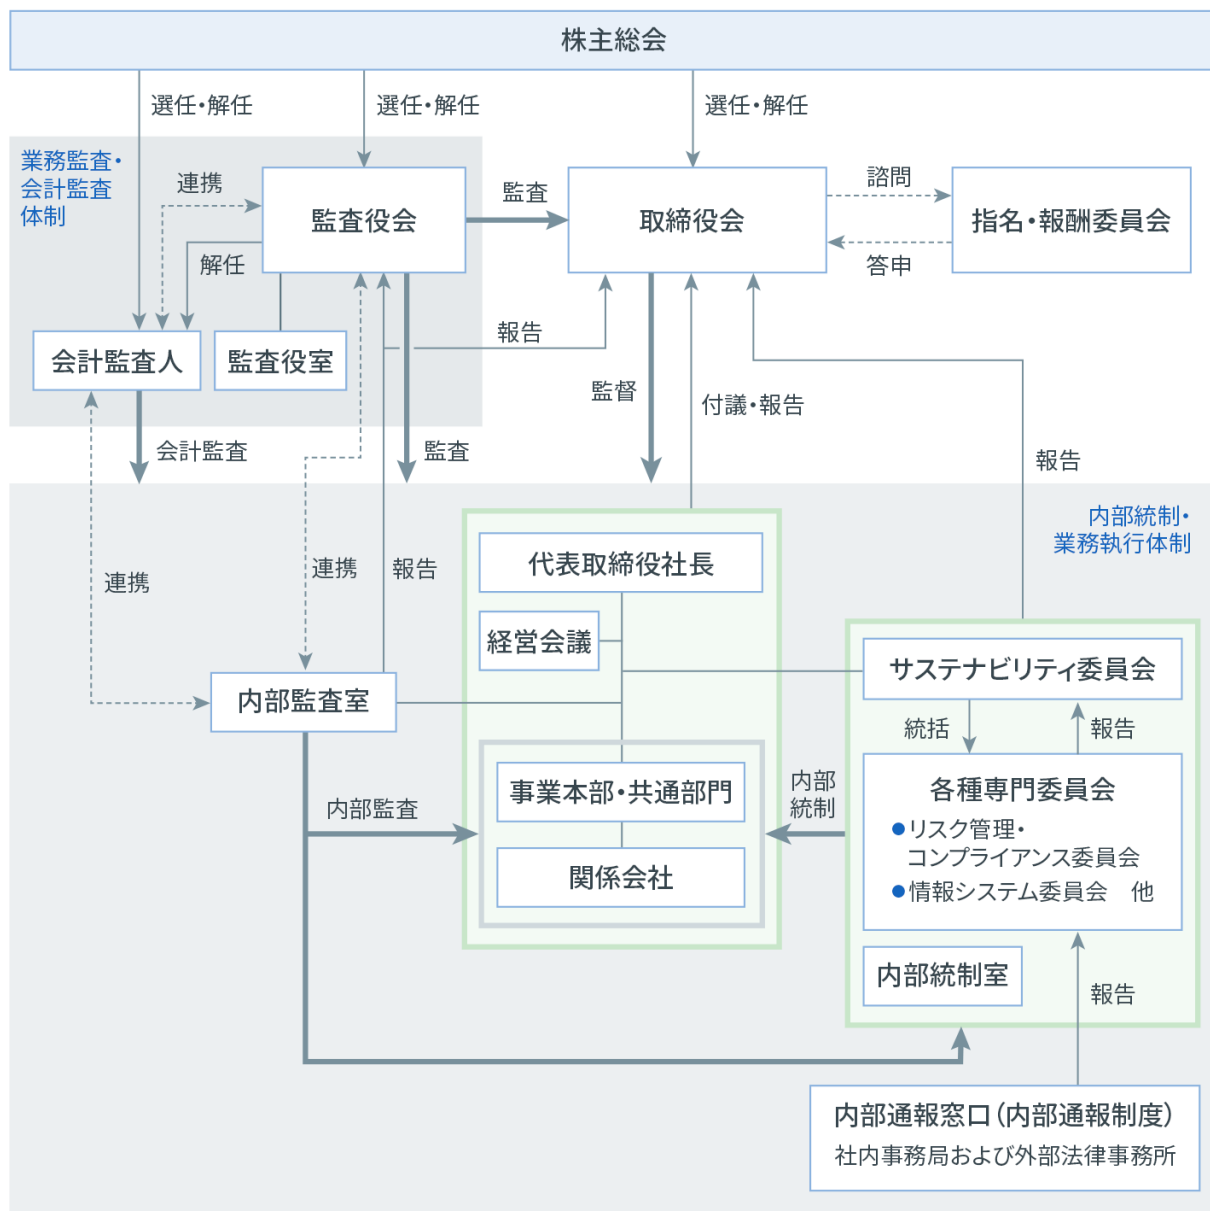 株主総会
選任・解任
選任・解任
選任・解任
業務監査・
会計監査
体制
連携
監査役会
監査
取締役会
諮問
答申
指名・報酬委員会
解任
会計監査人
監査役室
報告
監督
付議・報告
会計監査
監査
報告
内部統制・
業務執行体制
連携
連携
報告
代表取締役社長
経営会議
内部監査室
サステナビリティ委員会
統括
報告
内部監査
事業本部・共通部門
関係会社
内部
統制
各種専門委員会
●リスク管理・
コンプライアンス委員会
●情報システム委員会　他
内部統制室
報告
内部通報窓口（内部通報制度）
社内事務局および外部法律事務所